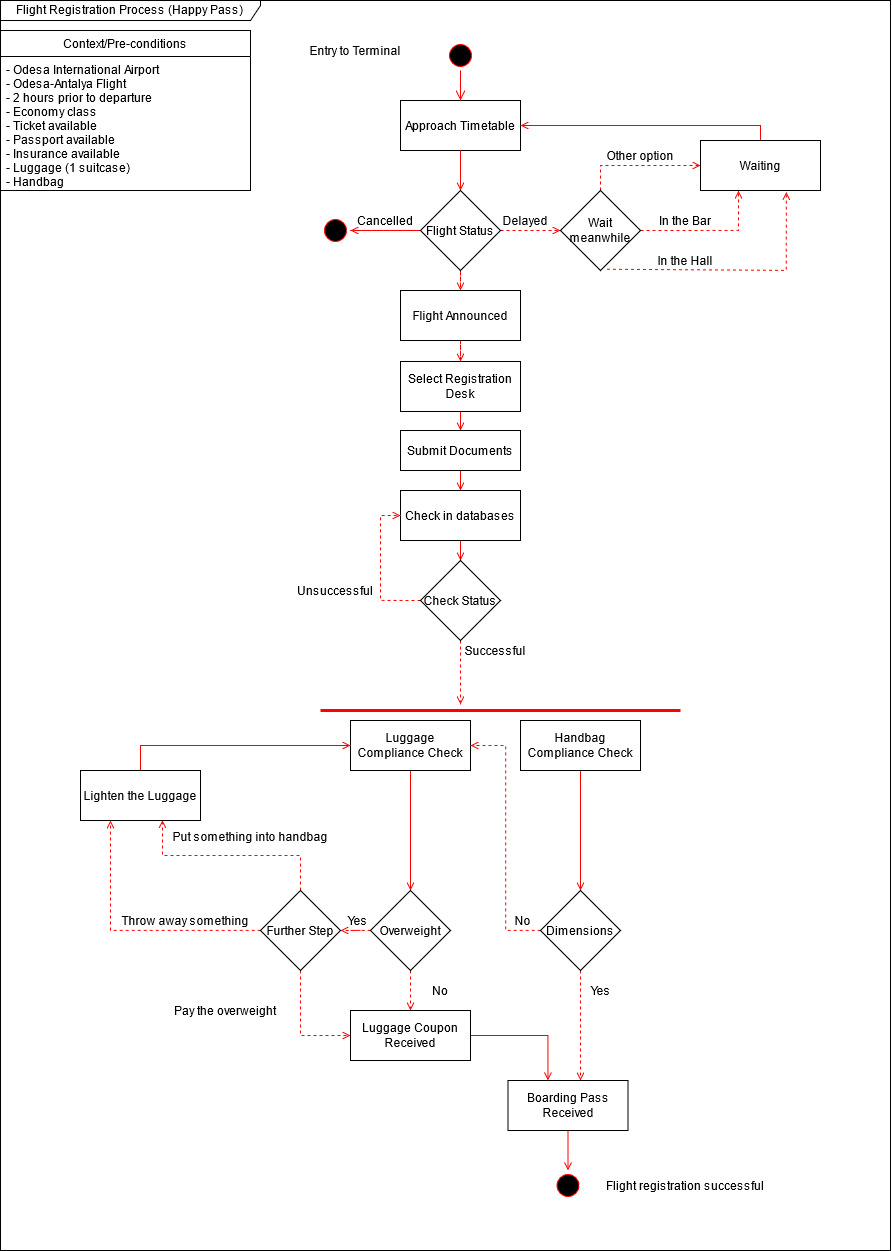 Flight Registration Process (Happy Pass)
Context/Pre-conditions
- Odesa International Airport
- Odesa-Antalya Flight
- 2 hours prior to departure
- Economy class
- Ticket available
- Passport available
- Insurance available
- Luggage (1 suitcase)
- Handbag
Entry to Terminal
Approach Timetable
Other option
Waiting
Cancelled
Flight Status
Delayed
Wait
meanwhile
In the Bar
In the Hall
Flight Announced
Select Registration
Desk
Submit Documents
Check in databases
Unsuccessful
Check Status
Successful
Luggage
Compliance Check
Handbag
Compliance Check
Lighten the Luggage
Put something into handbag
Throw away something
Further Step
Yes
Overweight
No
Dimensions
Pay the overweight
No
Yes
Luggage Coupon
Received
Boarding Pass
Received
Flight registration successful